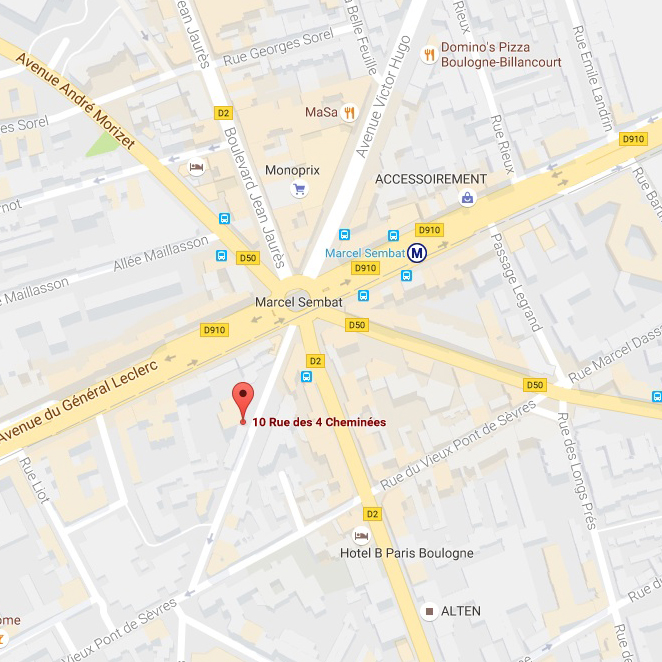 Jean Jaurès
Rue Georges Sorel
Belle Feuille
Avenue Victor Hugo
Rieux
Domino's Pizza
Boulogne-Billancourt
Rue Emile Landrin
Avenue André Morizet
es Sorel
D2
MaSa
Boulevard Jean Jaurès
Monoprix
Rue Rieux
D910
ACCESSOIREMENT
Rue Bar
not
Allée Maillasson
e Maillasson
D50
D910
Marcel Sembat
M
D910
Passage Legrand
Marcel Sembat
D910
D50
D2
Rue Marcel Dass
Avenue du Général Leclerc
D50
10 Rue des 4 Cheminées
Rue du Vieux Pont de Sèvres
Rue des Longs Prés
Rue Liot
D2
Hotel B Paris Boulogne
ALTEN
Rue d
ome
Vieux Pont de Sèvres